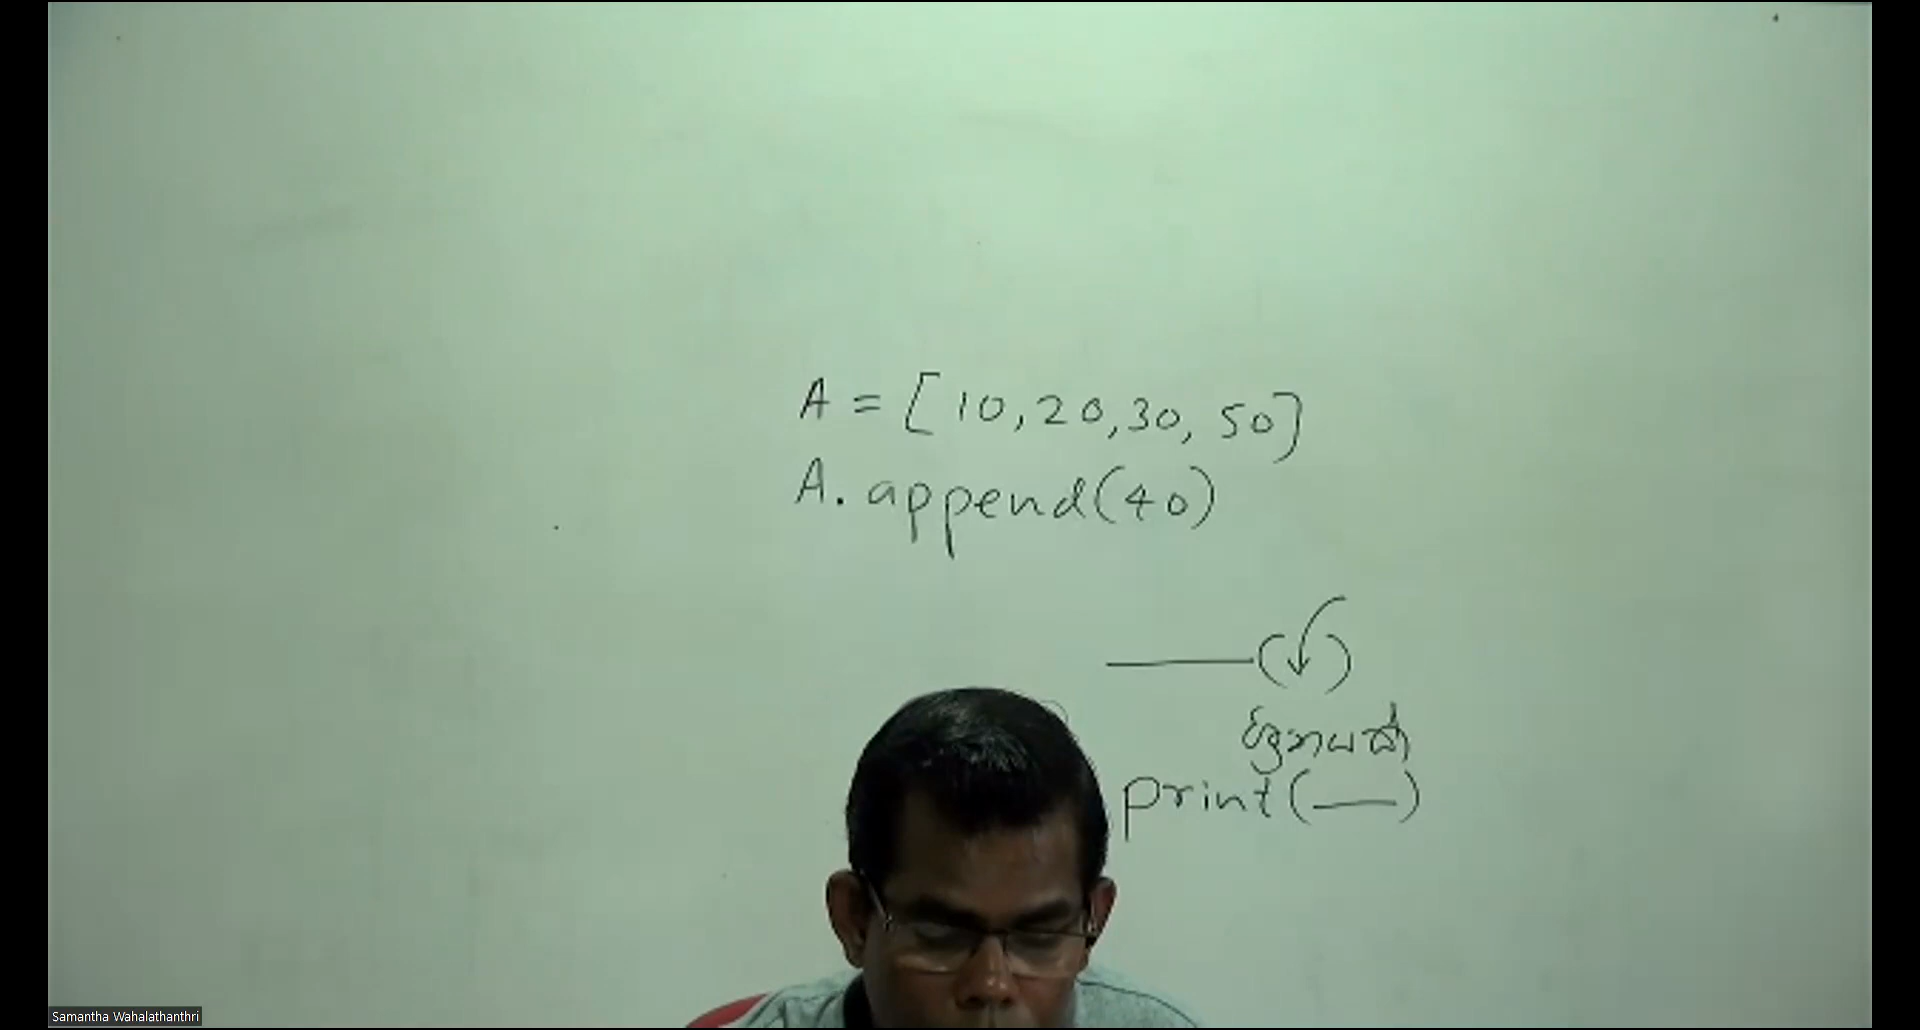 A = [10, 20, 30, 50]
A. append(40)
——(    )
ශ්‍රිතයක්
print(——)
Samantha Wahalathanthri